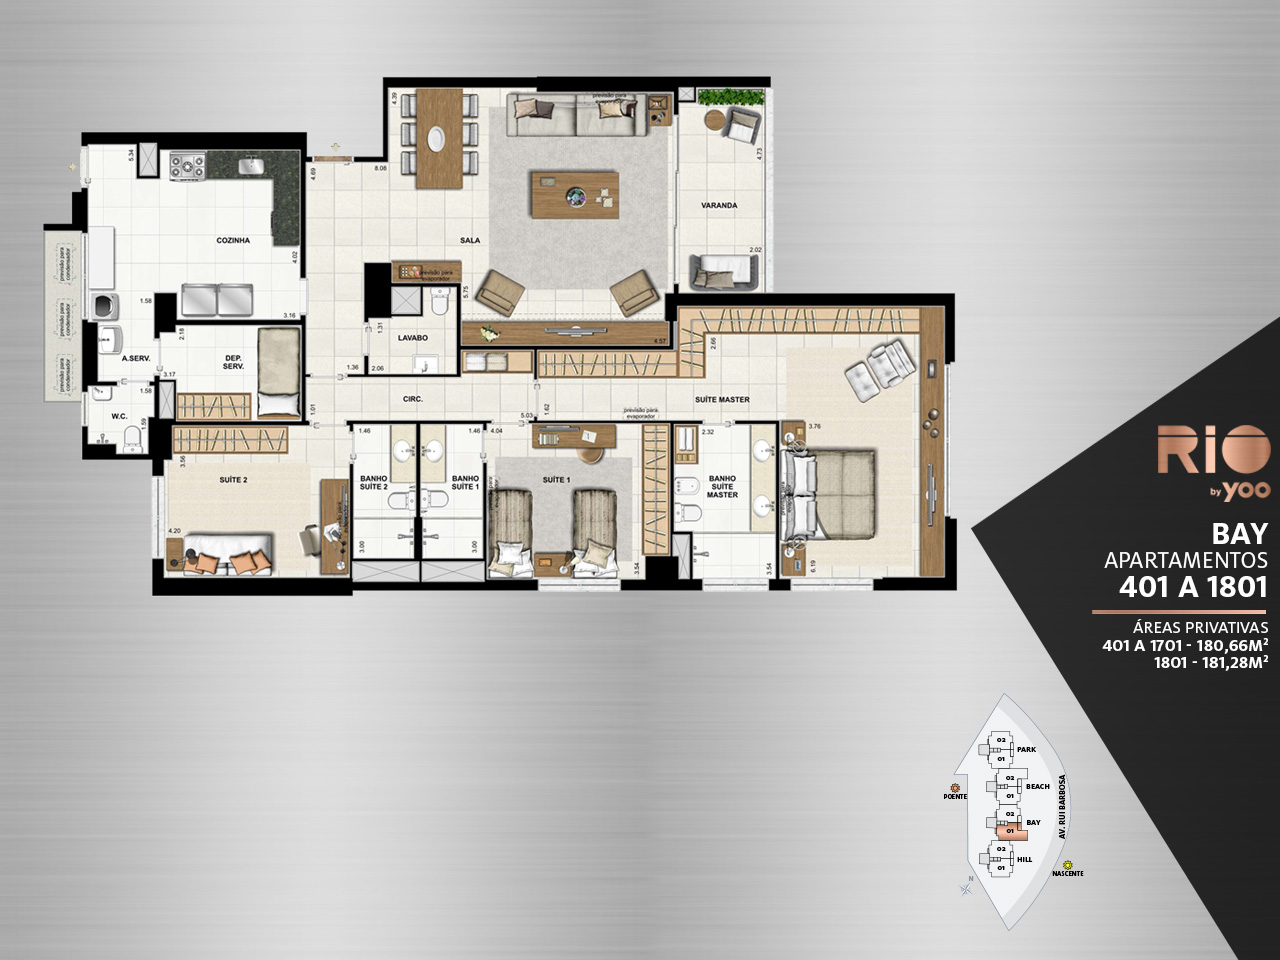 previsão para
4.39
5.34
8.08
4.69
4.73
VARANDA
COZINHA
SALA
2.02
4.02
previsão para
condensador
previsão para
evaporador
5.75
1.58
3.16
previsão para
condensador
1.31
LAVABO
2.18
4.57
2.66
A.SERV.
DEP.
SERV.
1.36
2.06
3.17
previsão para
condensador
1.58
CIRC.
SUÍTE MASTER
1.01
1.62
previsão para
evaporador
W.C.
1.59
5.03
3.76
1.46
1.46
4.04
2.32
3.56
SUÍTE 2
BANHO
SUÍTE 2
BANHO
SUÍTE 1
SUÍTE 1
BANHO
SUÍTE
MASTER
4.20
3.00
3.00
3.54
3.54
6.19
RIO
by yoo
BAY
APARTAMENTOS
401 A 1801
ÁREAS PRIVATIVAS
401 A 1701 - 180,66M²
1801 - 181,28M²
02
PARK
01
02
BEACH
01
POENTE
02
BAY
01
AV. RUI BARBOSA
02
HILL
01
NASCENTE
N